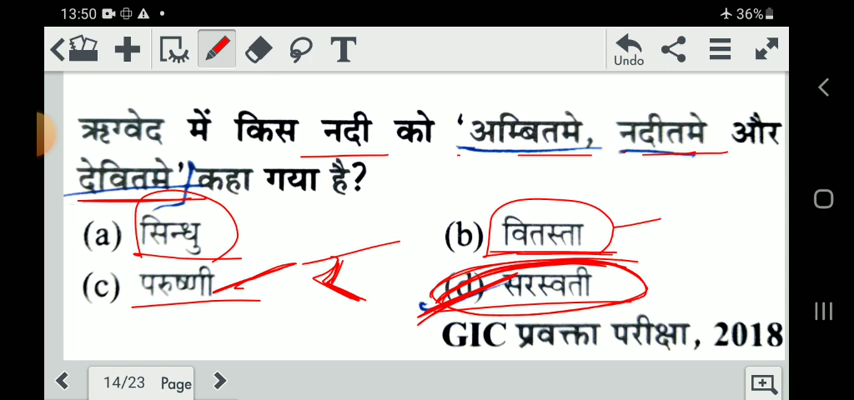 13:50 36%
T Undo
ऋग्वेद में किस नदी को 'अम्बितमे, नदीतमे और
देवितमे' कहा गया है?
(a) सिन्धु (b) वितस्ता
(c) परुष्णी (d) सरस्वती
GIC प्रवक्ता परीक्षा, 2018
14/23 Page